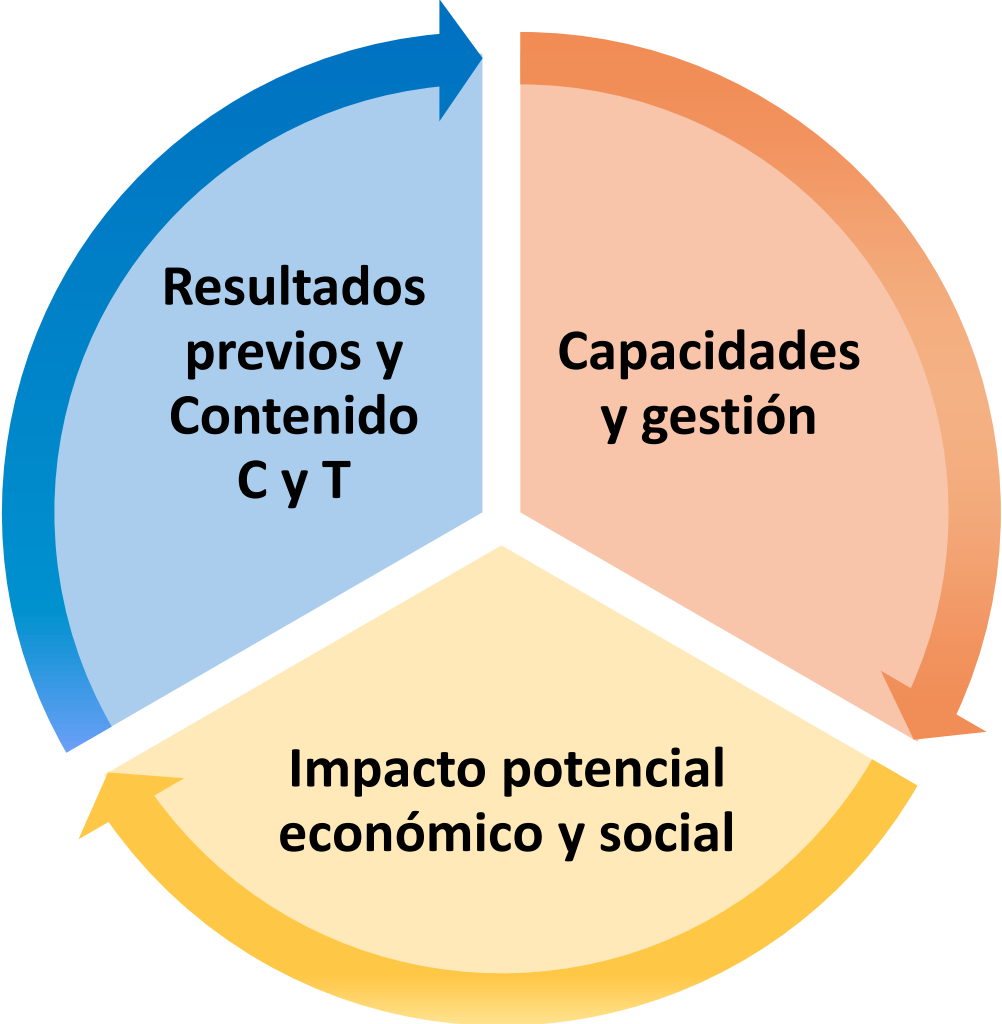 Resultados
previos y
Contenido
C y T
Capacidades
y gestión
Impacto potencial
económico y social